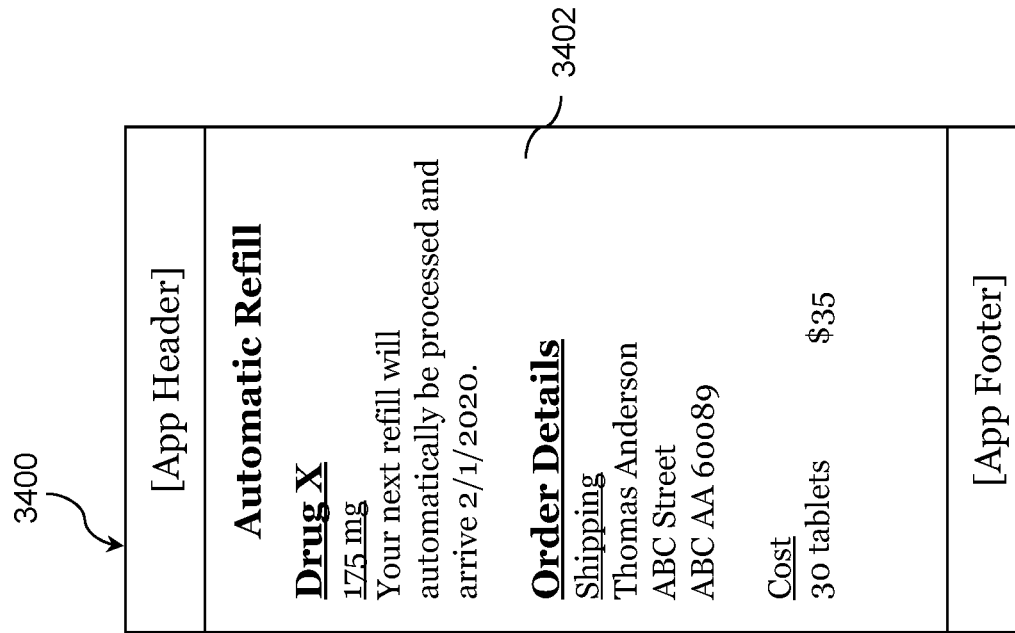 3400
[App Header]
Automatic Refill
Drug X
175 mg
Your next refill will
automatically be processed and
arrive 2/1/2020.
3402
Order Details
Shipping
Thomas Anderson
ABC Street
ABC AA 60089
Cost
30 tablets $35
[App Footer]